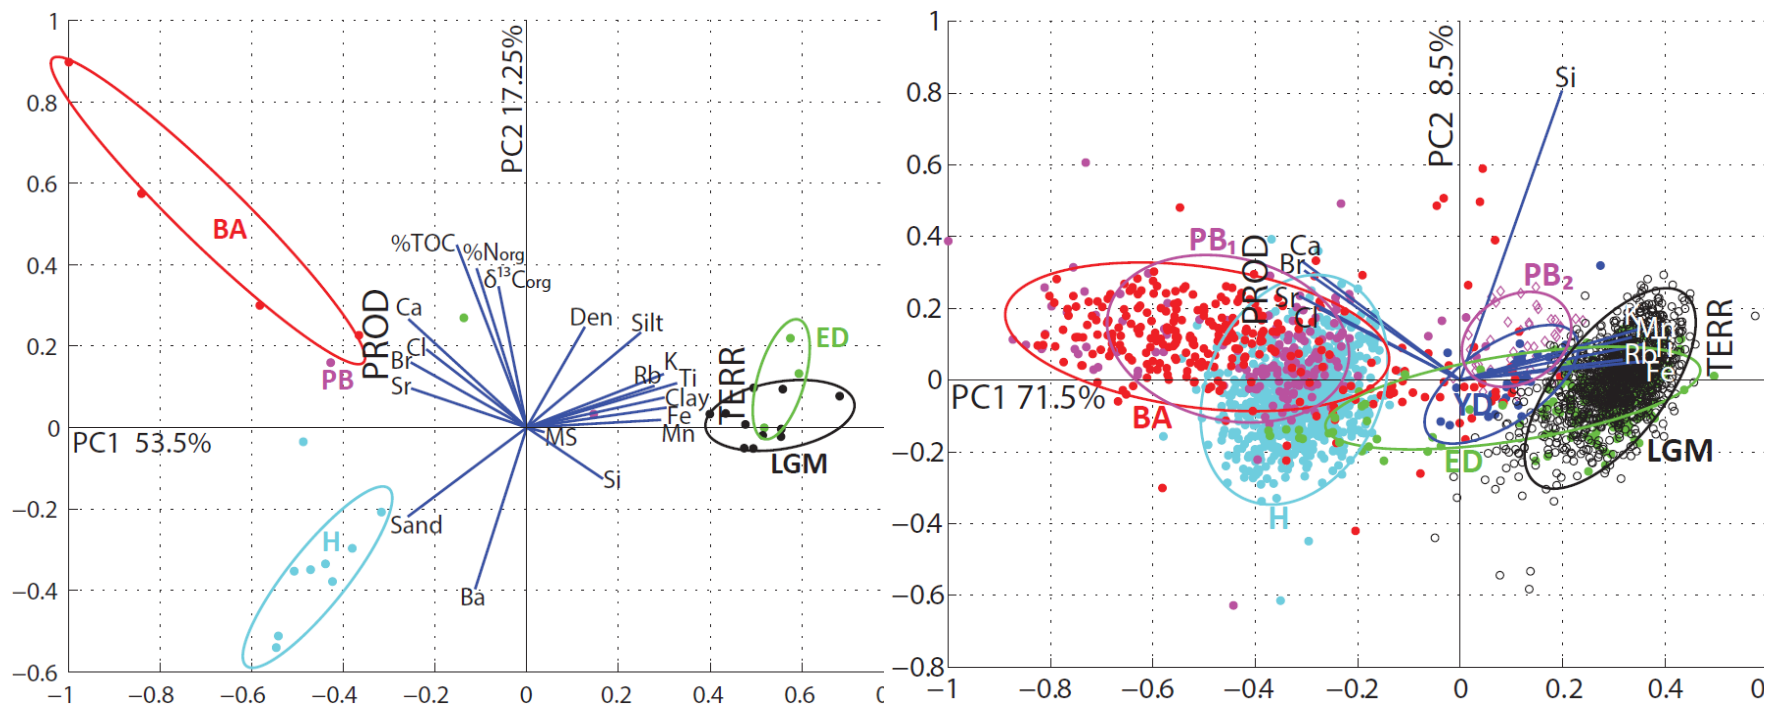 1
0.8
0.6
0.4
0.2
0
−0.2
−0.4
−0.6
−1
−0.8
−0.6
−0.4
−0.2
0
0.2
0.4
0.6
PC2 17.25%
PC1 53.5%
BA
PB
PROD
H
ED
LGM
TERR
%TOC
%Norg
δ¹³Corg
Ca
Cl
Br
Sr
Den
Silt
K
Rb
Ti
Clay
Fe
Mn
MS
Si
Sand
Ba
1
0.8
0.6
0.4
0.2
0
−0.2
−0.4
−0.6
−0.8
−1
−0.8
−0.6
−0.4
−0.2
0
0.2
0.4
PC2 8.5%
PC1 71.5%
Si
PB₁
PROD
Ca
Br
Sr
Cl
PB₂
K
Mn
Ti
Rb
Fe
TERR
BA
YD
ED
LGM
H